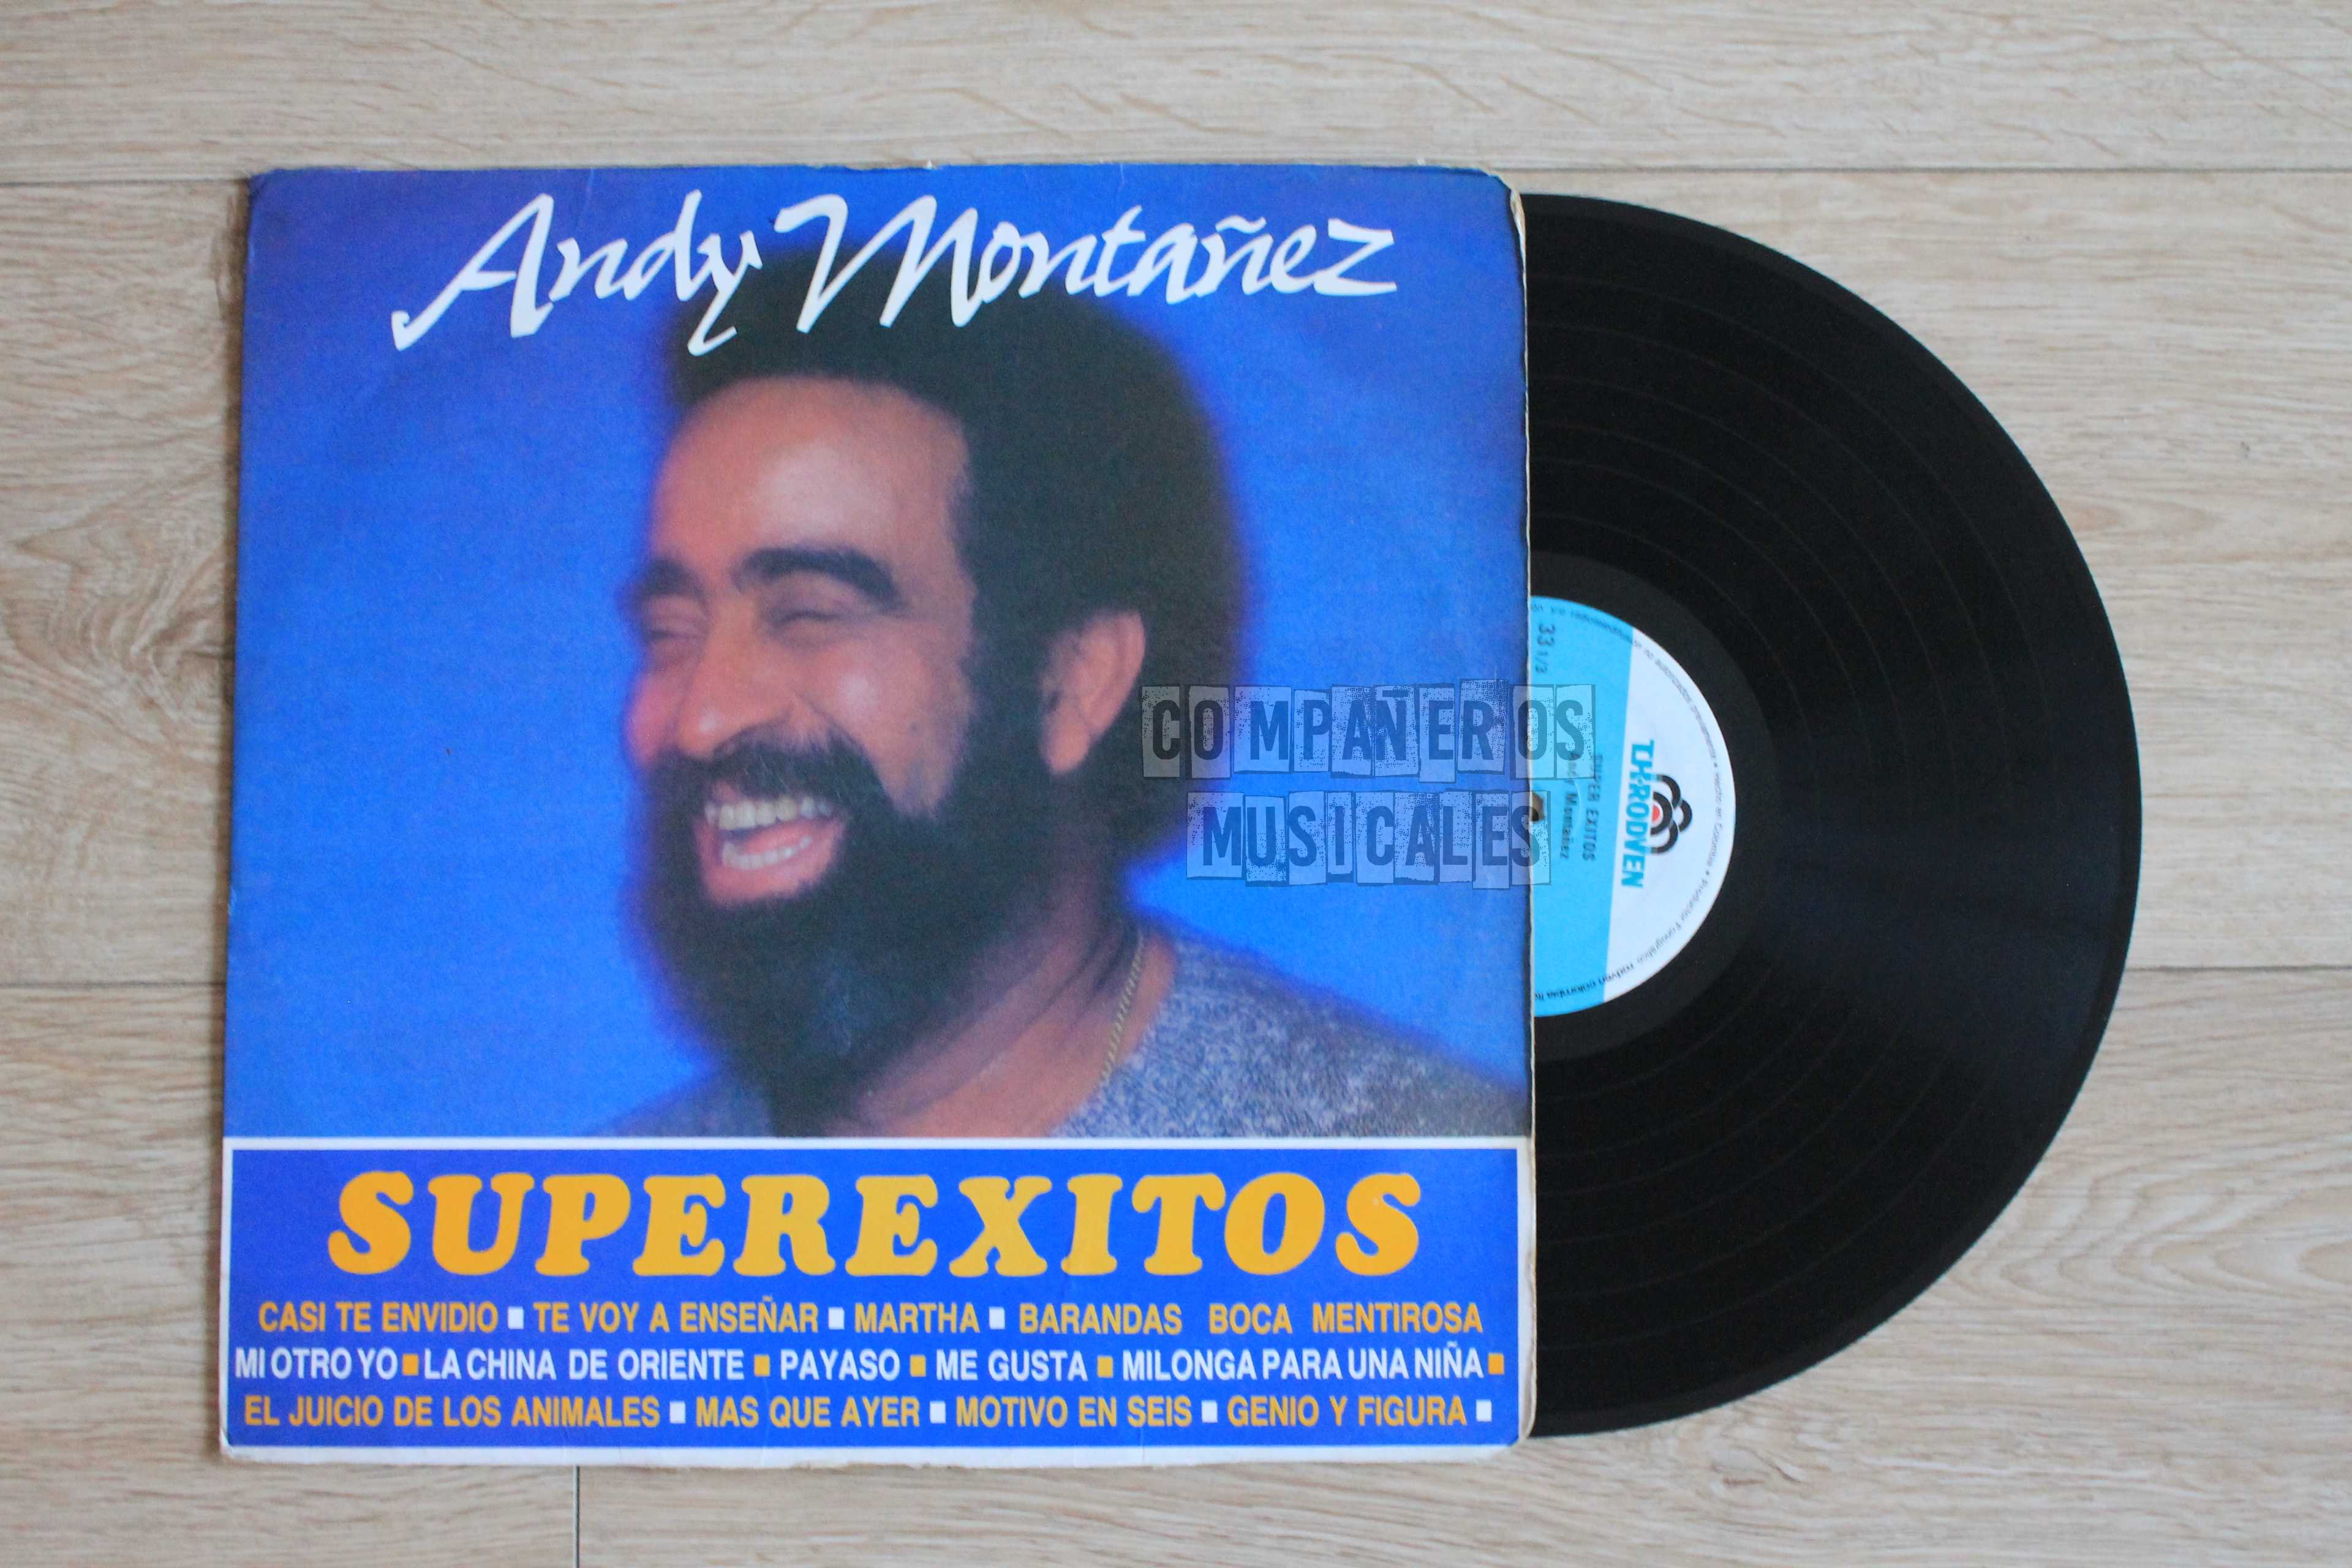 Andy Montañez
COMPAÑEROS
MUSICALES
33 1/3
SUPER EXITOS
Andy Montañez
TH-RODVEN
SUPEREXITOS
CASI TE ENVIDIO ▪ TE VOY A ENSEÑAR ▪ MARTHA ▪ BARANDAS BOCA MENTIROSA
MI OTRO YO ▪ LA CHINA DE ORIENTE ▪ PAYASO ▪ ME GUSTA ▪ MILONGA PARA UNA NIÑA ▪
EL JUICIO DE LOS ANIMALES ▪ MAS QUE AYER ▪ MOTIVO EN SEIS ▪ GENIO Y FIGURA ▪